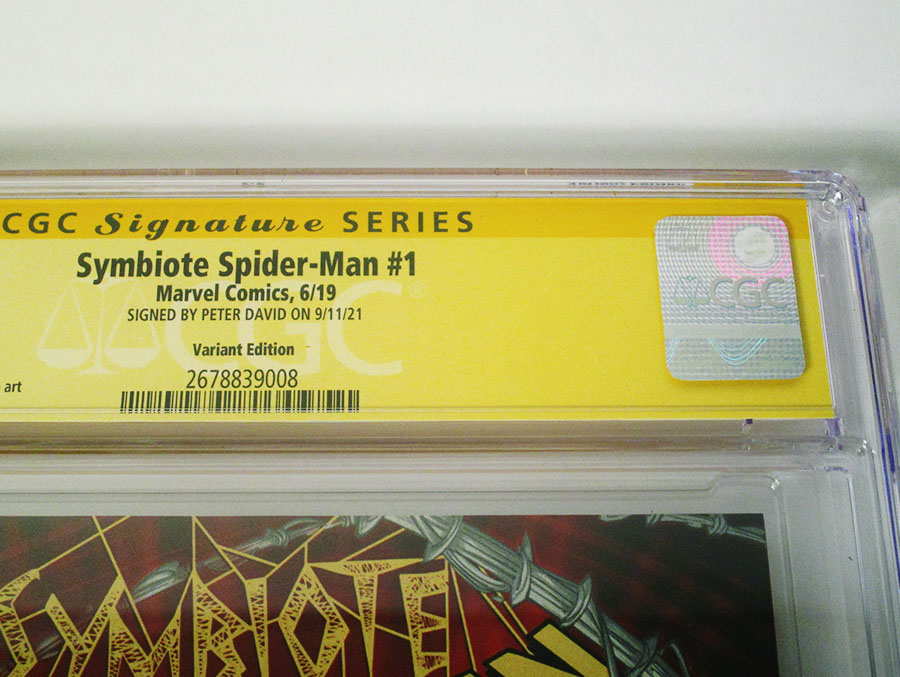 CGC Signature SERIES
Symbiote Spider-Man #1
Marvel Comics, 6/19
SIGNED BY PETER DAVID ON 9/11/21
CGC
Variant Edition
art
2678839008
CGC
SYMBIOTE